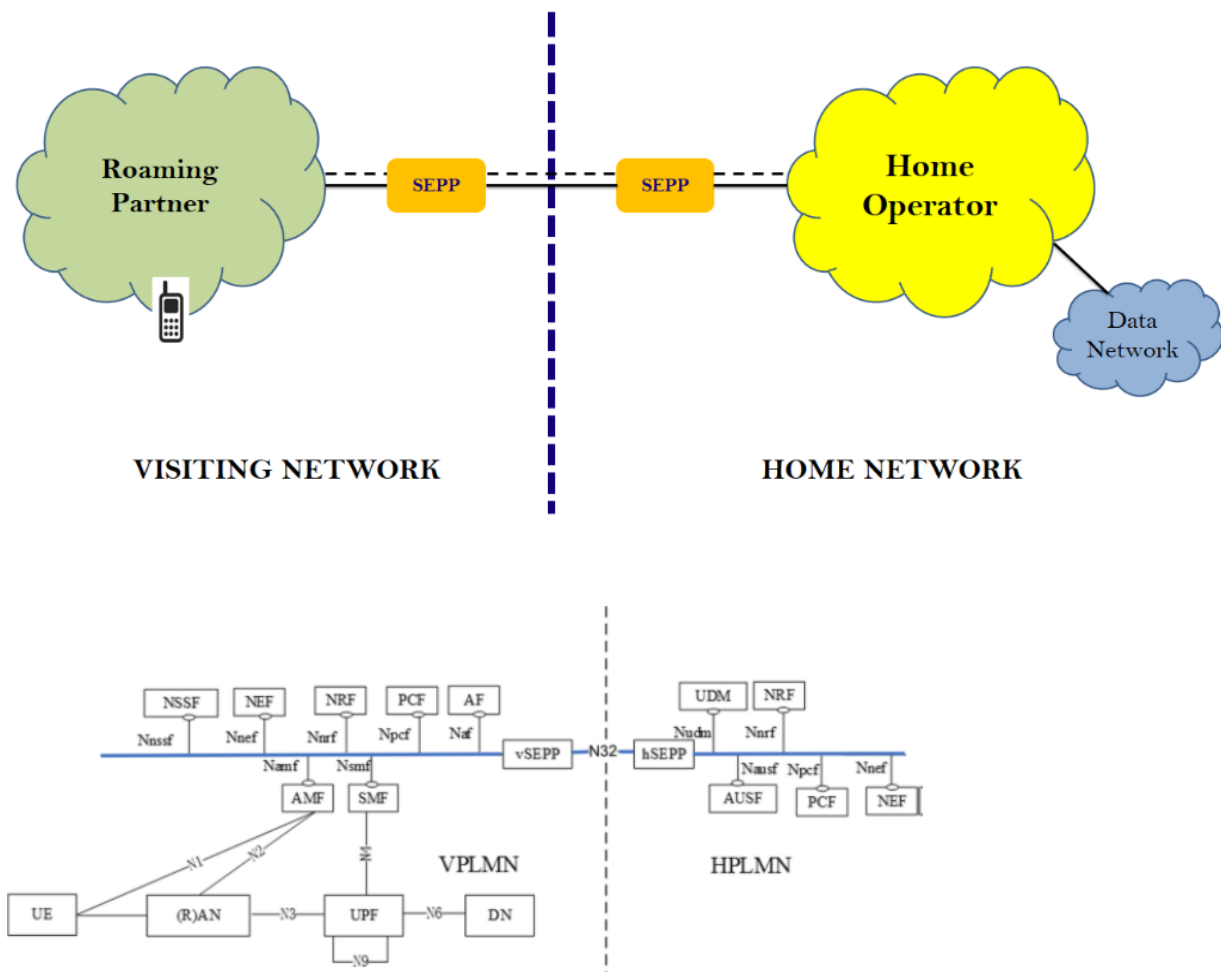 Roaming
Partner
SEPP
SEPP
Home
Operator
Data
Network
VISITING NETWORK
HOME NETWORK
NSSF
NEF
NRF
PCF
AF
UDM
NRF
Nnssf
Nnef
Nnrf
Npcf
Naf
Nudm
Nnrf
vSEPP
N32
hSEPP
Namf
Nsmf
Nausf
Npcf
Nnef
AMF
SMF
AUSF
PCF
NEF
N1
N2
N4
VPLMN
HPLMN
UE
(R)AN
N3
UPF
N6
DN
N9